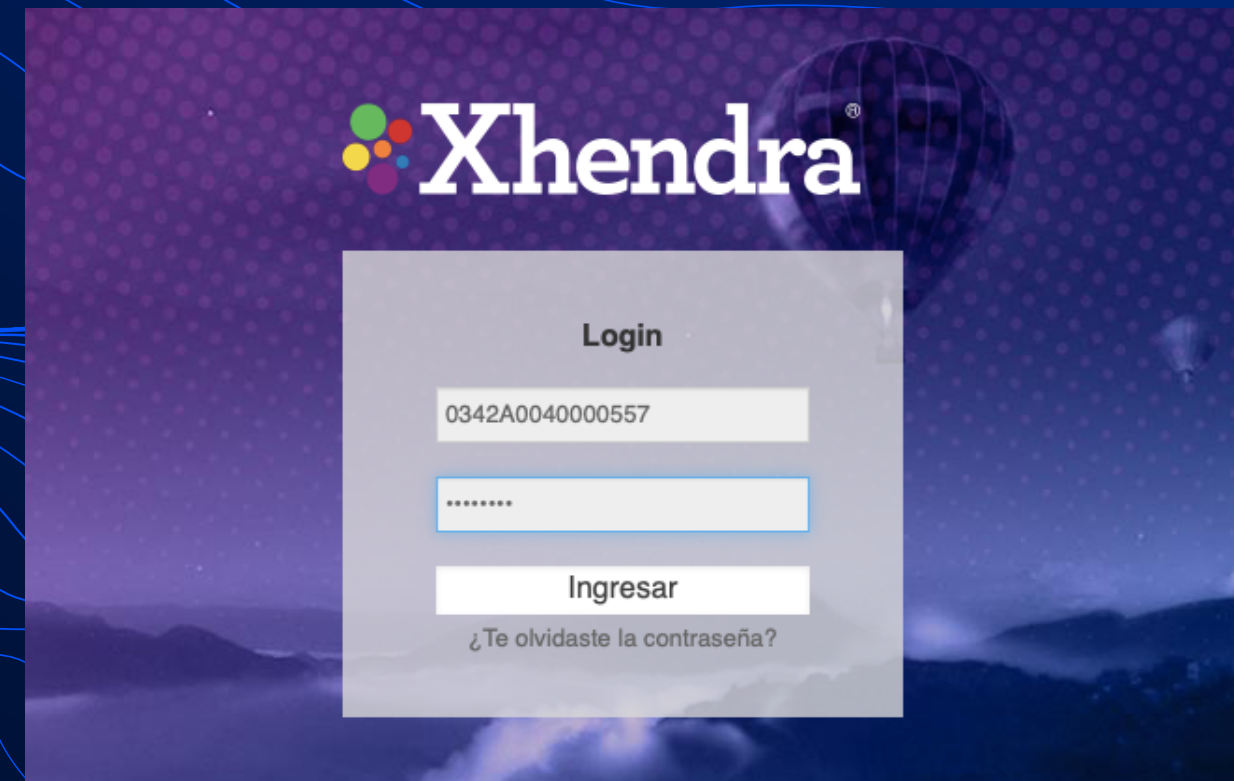 Xhendra®
Login
0342A0040000557
••••••••
Ingresar
¿Te olvidaste la contraseña?